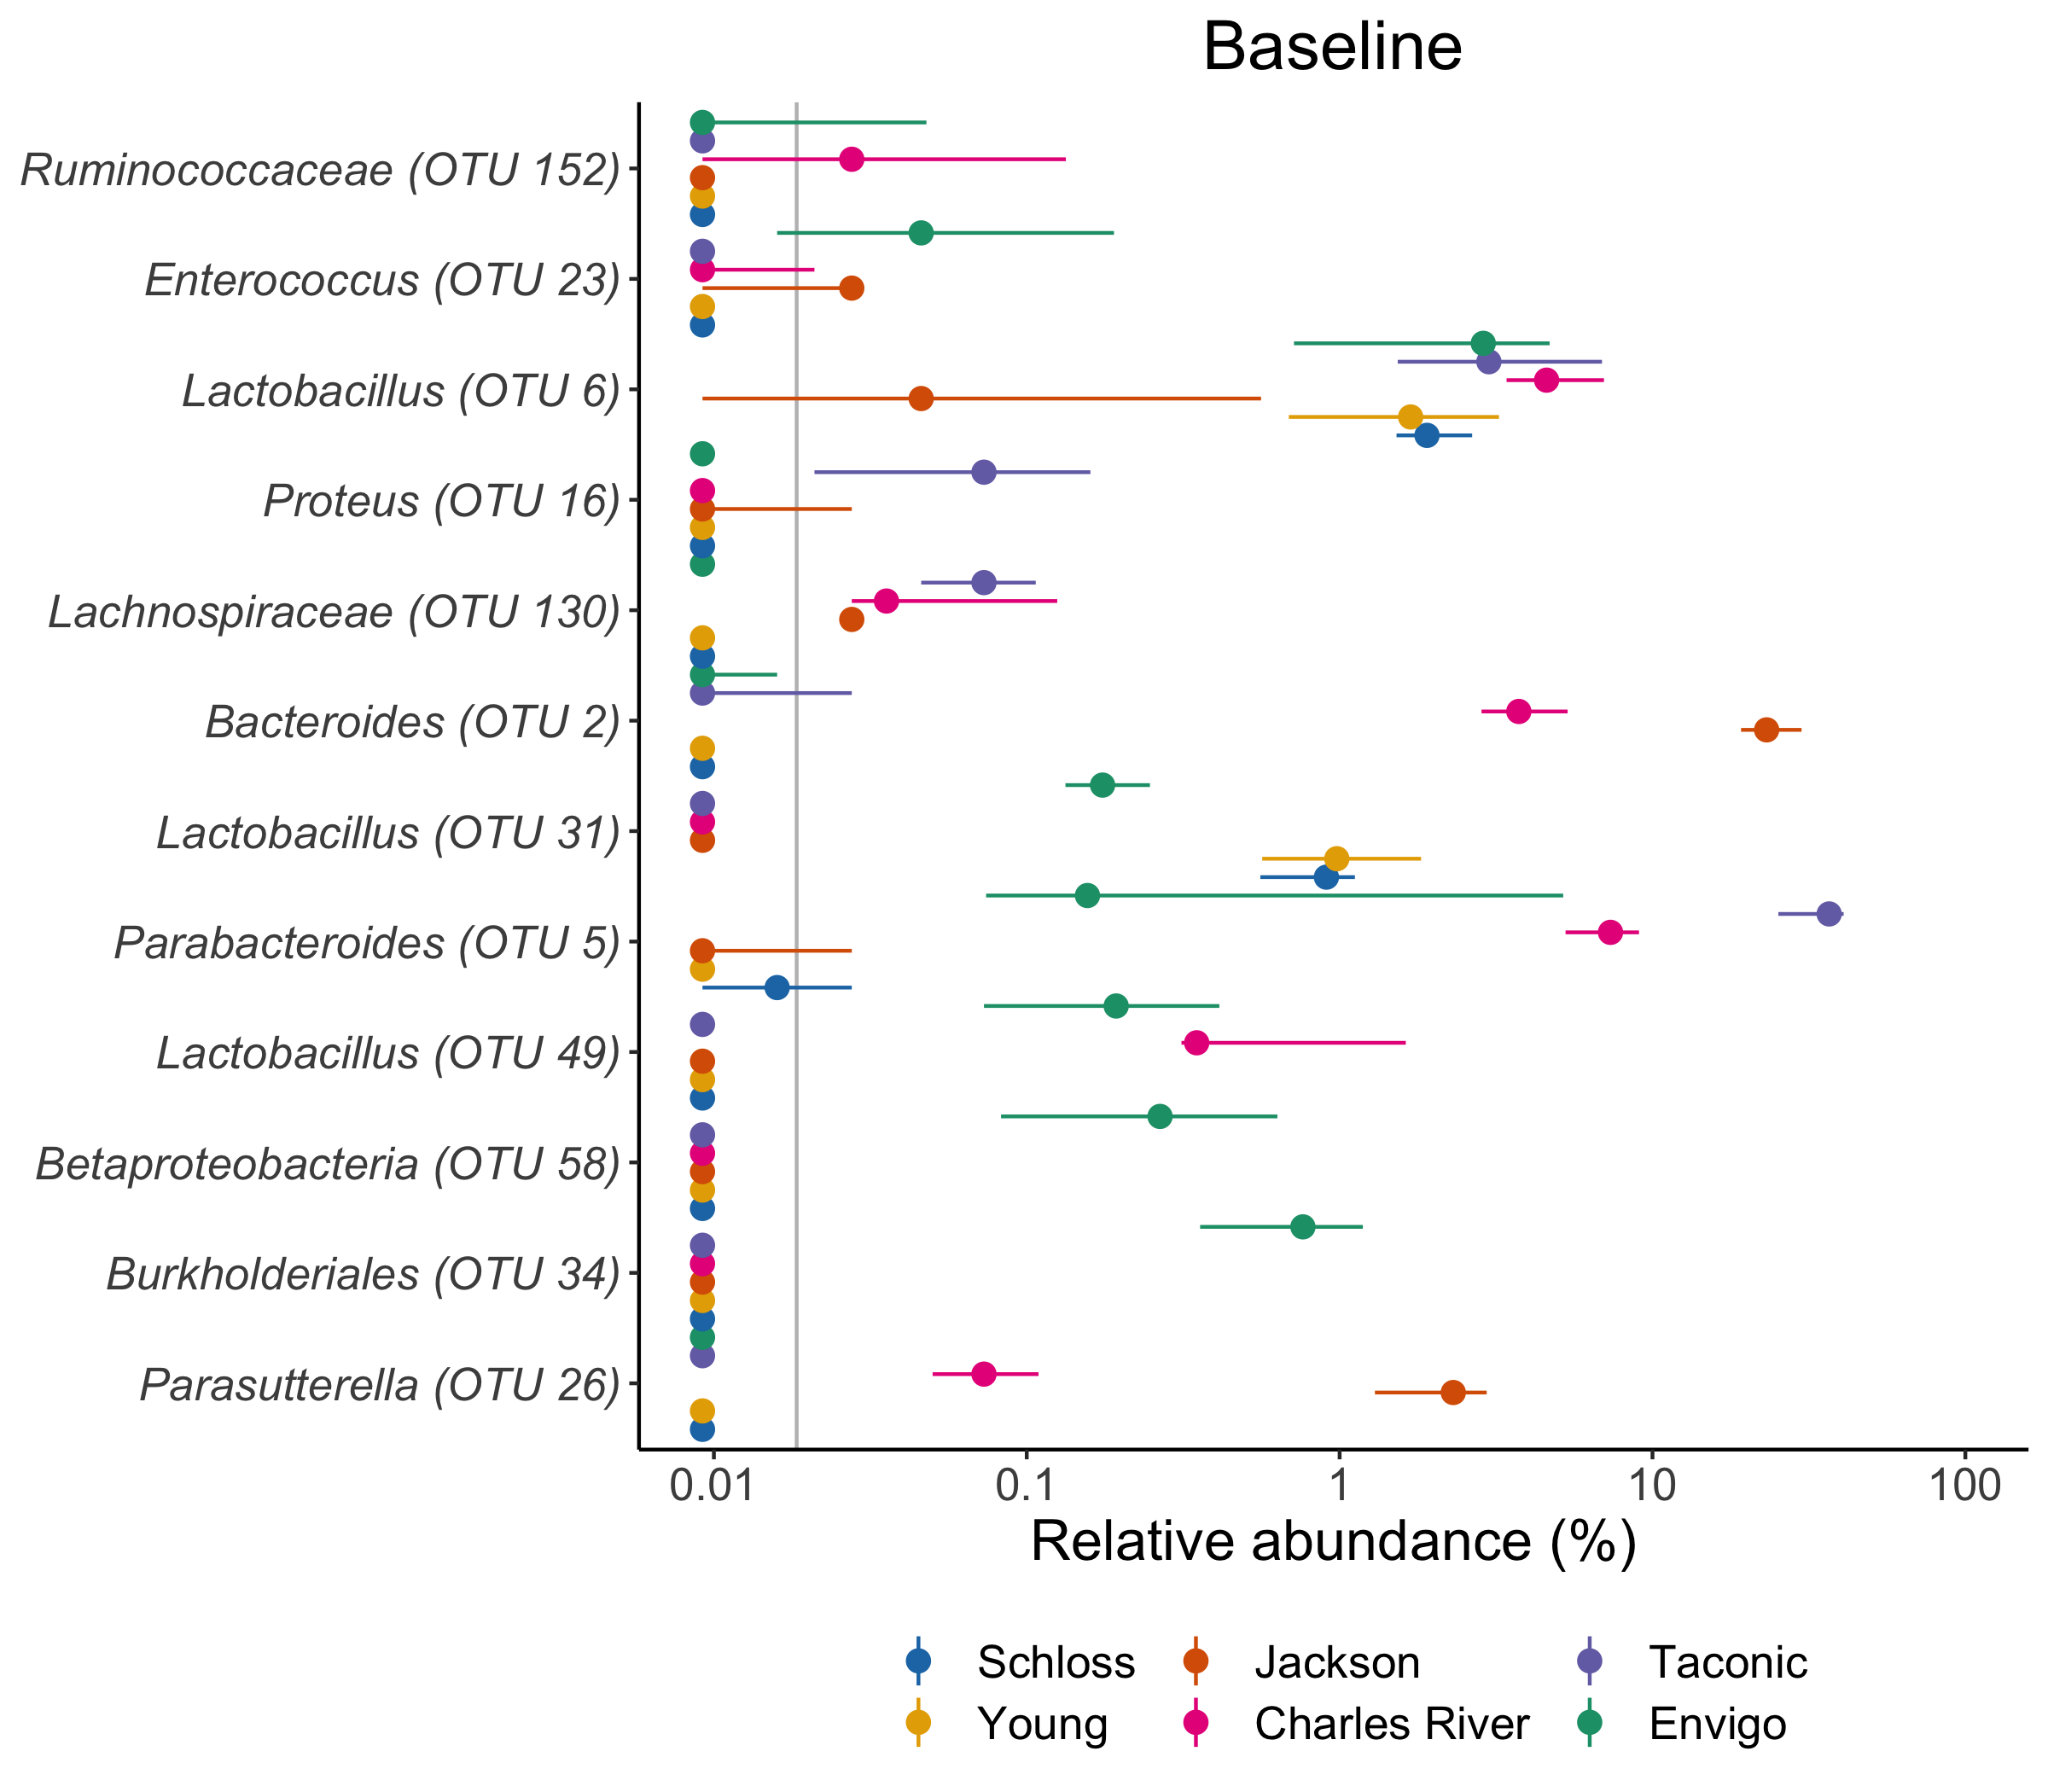 Baseline
Ruminococcaceae (OTU 152)
Enterococcus (OTU 23)
Lactobacillus (OTU 6)
Proteus (OTU 16)
Lachnospiraceae (OTU 130)
Bacteroides (OTU 2)
Lactobacillus (OTU 31)
Parabacteroides (OTU 5)
Lactobacillus (OTU 49)
Betaproteobacteria (OTU 58)
Burkholderiales (OTU 34)
Parasutterella (OTU 26)
0.01 0.1 1 10 100
Relative abundance (%)
Schloss Jackson Taconic
Young Charles River Envigo